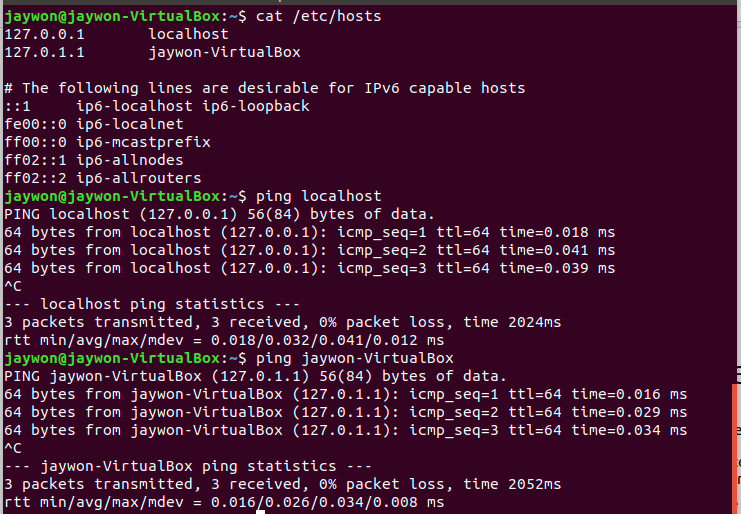 jaywon@jaywon-VirtualBox:~$ cat /etc/hosts
127.0.0.1       localhost
127.0.1.1       jaywon-VirtualBox

# The following lines are desirable for IPv6 capable hosts
::1     ip6-localhost ip6-loopback
fe00::0 ip6-localnet
ff00::0 ip6-mcastprefix
ff02::1 ip6-allnodes
ff02::2 ip6-allrouters
jaywon@jaywon-VirtualBox:~$ ping localhost
PING localhost (127.0.0.1) 56(84) bytes of data.
64 bytes from localhost (127.0.0.1): icmp_seq=1 ttl=64 time=0.018 ms
64 bytes from localhost (127.0.0.1): icmp_seq=2 ttl=64 time=0.041 ms
64 bytes from localhost (127.0.0.1): icmp_seq=3 ttl=64 time=0.039 ms
^C
--- localhost ping statistics ---
3 packets transmitted, 3 received, 0% packet loss, time 2024ms
rtt min/avg/max/mdev = 0.018/0.032/0.041/0.012 ms
jaywon@jaywon-VirtualBox:~$ ping jaywon-VirtualBox
PING jaywon-VirtualBox (127.0.1.1) 56(84) bytes of data.
64 bytes from jaywon-VirtualBox (127.0.1.1): icmp_seq=1 ttl=64 time=0.016 ms
64 bytes from jaywon-VirtualBox (127.0.1.1): icmp_seq=2 ttl=64 time=0.029 ms
64 bytes from jaywon-VirtualBox (127.0.1.1): icmp_seq=3 ttl=64 time=0.034 ms
^C
--- jaywon-VirtualBox ping statistics ---
3 packets transmitted, 3 received, 0% packet loss, time 2052ms
rtt min/avg/max/mdev = 0.016/0.026/0.034/0.008 ms